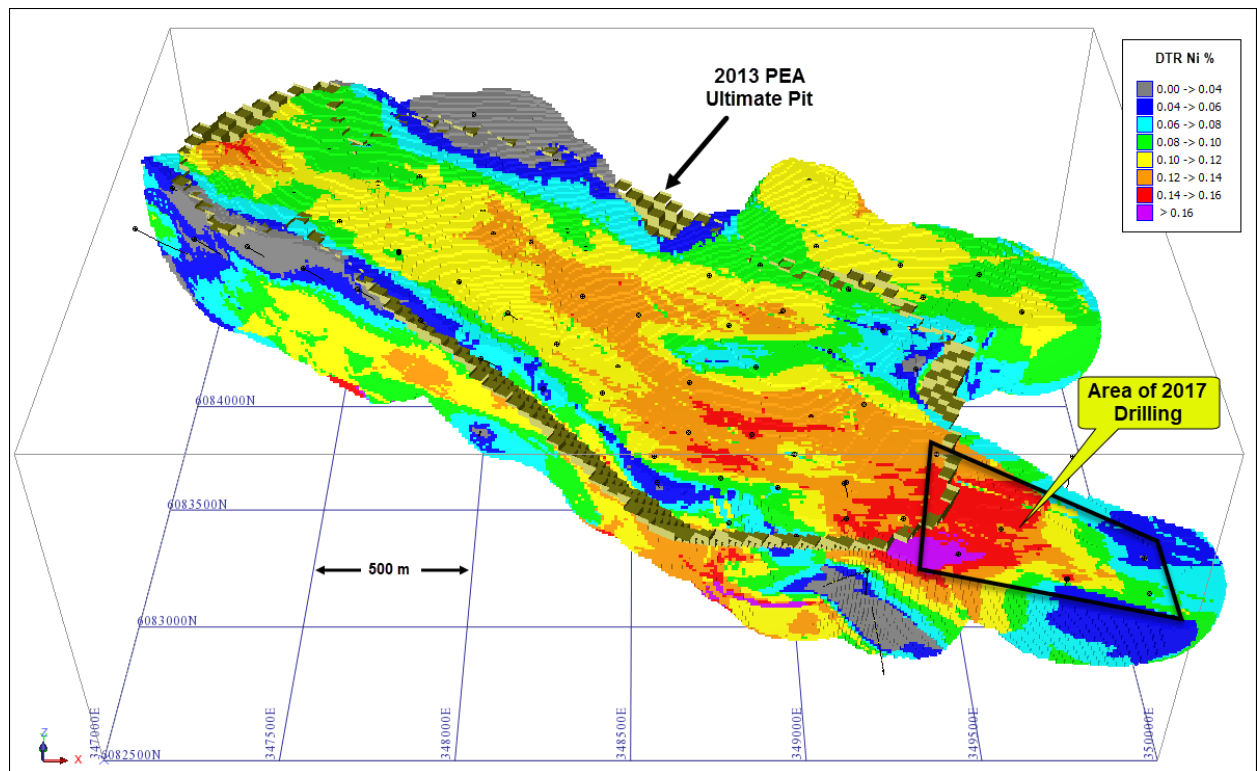 2013 PEA
Ultimate Pit
DTR Ni %
0.00 -> 0.04
0.04 -> 0.06
0.06 -> 0.08
0.08 -> 0.10
0.10 -> 0.12
0.12 -> 0.14
0.14 -> 0.16
> 0.16
Area of 2017
Drilling
6084000N
6083500N
500 m
6083000N
6082500N
347000E
347500E
348000E
348500E
349000E
349500E
350000E
Z
X